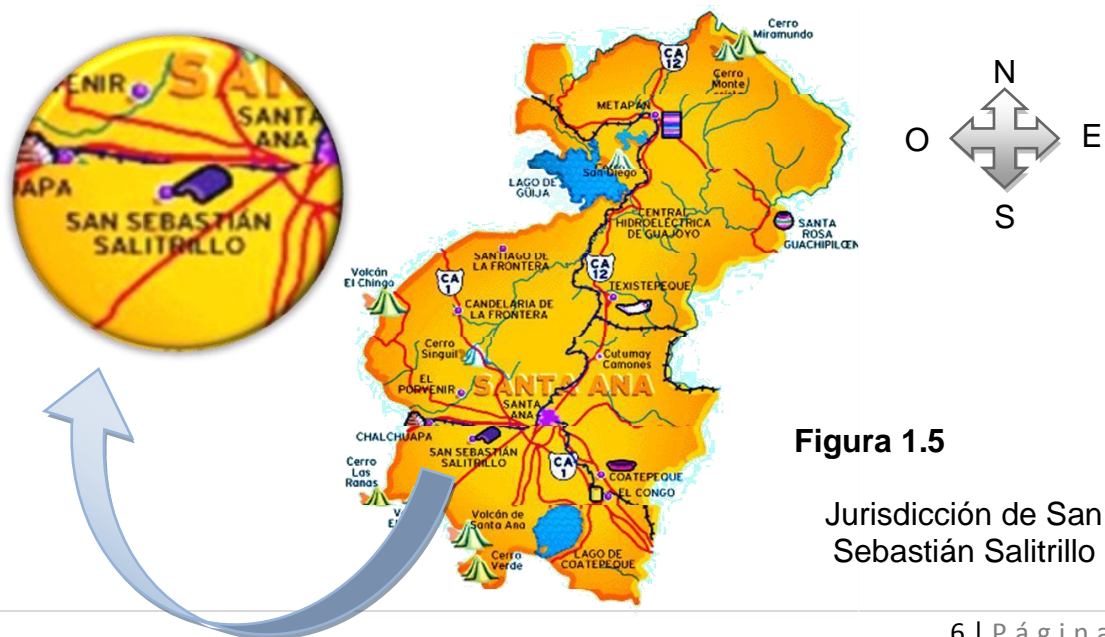 ENIR
SAN
SANTA
ANA
UAPA
SAN SEBASTIÁN
SALITRILLO
Cerro
Miramundo
CA
12
Cerro
Monte
METAPÁN
San Diego
LAGO DE
GÜIJA
CENTRAL
HIDROELÉCTRICA
DE GUAJOYO
SANTA
ROSA
GUACHIPILŒN
SANTIAGO DE
LA FRONTERA
Volcán
El Chingo
CA
1
CA
12
TEXISTEPEQUE
CANDELARIA DE
LA FRONTERA
Cerro
Singuil
Cutumay
Camones
EL
PORVENIR
SANTA ANA
SANTA
ANA
CHALCHUAPA
SAN SEBASTIÁN
SALITRILLO
Cerro
Las
Ranas
CA
1
COATEPEQUE
EL CONGO
Volcán de
Santa Ana
Cerro
Verde
LAGO DE
COATEPEQUE
N
O
E
S
Figura 1.5
Jurisdicción de San
Sebastián Salitrillo
6 | Página